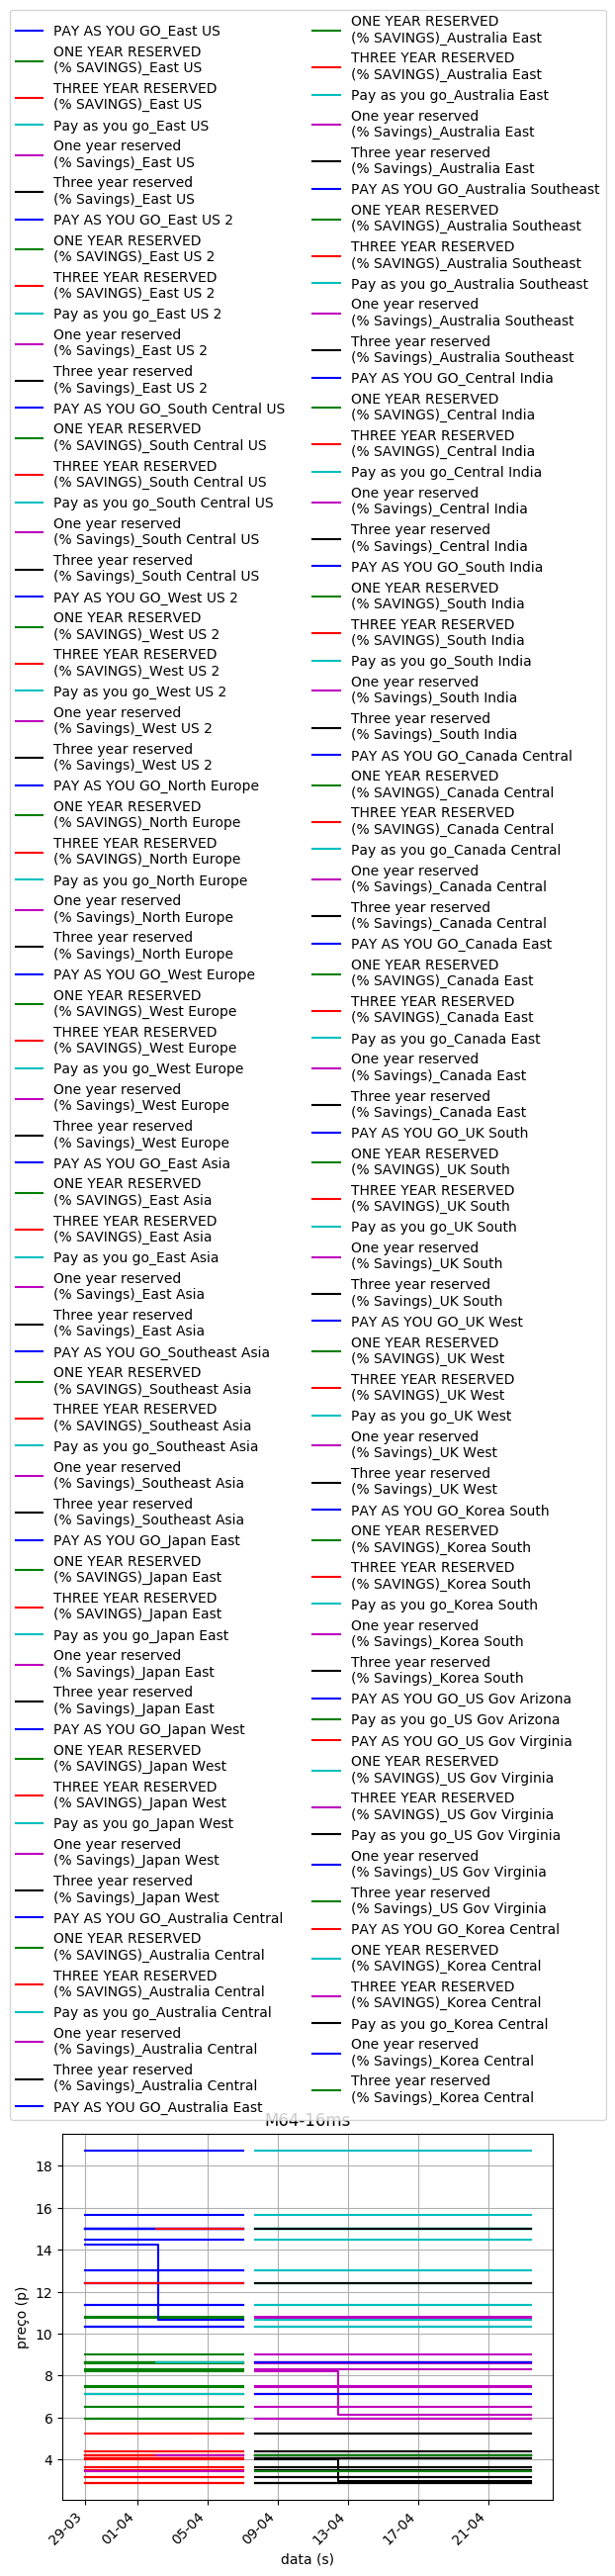 PAY AS YOU GO_East US
ONE YEAR RESERVED
(% SAVINGS)_East US
THREE YEAR RESERVED
(% SAVINGS)_East US
Pay as you go_East US
One year reserved
(% Savings)_East US
Three year reserved
(% Savings)_East US
PAY AS YOU GO_East US 2
ONE YEAR RESERVED
(% SAVINGS)_East US 2
THREE YEAR RESERVED
(% SAVINGS)_East US 2
Pay as you go_East US 2
One year reserved
(% Savings)_East US 2
Three year reserved
(% Savings)_East US 2
PAY AS YOU GO_South Central US
ONE YEAR RESERVED
(% SAVINGS)_South Central US
THREE YEAR RESERVED
(% SAVINGS)_South Central US
Pay as you go_South Central US
One year reserved
(% Savings)_South Central US
Three year reserved
(% Savings)_South Central US
PAY AS YOU GO_West US 2
ONE YEAR RESERVED
(% SAVINGS)_West US 2
THREE YEAR RESERVED
(% SAVINGS)_West US 2
Pay as you go_West US 2
One year reserved
(% Savings)_West US 2
Three year reserved
(% Savings)_West US 2
PAY AS YOU GO_North Europe
ONE YEAR RESERVED
(% SAVINGS)_North Europe
THREE YEAR RESERVED
(% SAVINGS)_North Europe
Pay as you go_North Europe
One year reserved
(% Savings)_North Europe
Three year reserved
(% Savings)_North Europe
PAY AS YOU GO_West Europe
ONE YEAR RESERVED
(% SAVINGS)_West Europe
THREE YEAR RESERVED
(% SAVINGS)_West Europe
Pay as you go_West Europe
One year reserved
(% Savings)_West Europe
Three year reserved
(% Savings)_West Europe
PAY AS YOU GO_East Asia
ONE YEAR RESERVED
(% SAVINGS)_East Asia
THREE YEAR RESERVED
(% SAVINGS)_East Asia
Pay as you go_East Asia
One year reserved
(% Savings)_East Asia
Three year reserved
(% Savings)_East Asia
PAY AS YOU GO_Southeast Asia
ONE YEAR RESERVED
(% SAVINGS)_Southeast Asia
THREE YEAR RESERVED
(% SAVINGS)_Southeast Asia
Pay as you go_Southeast Asia
One year reserved
(% Savings)_Southeast Asia
Three year reserved
(% Savings)_Southeast Asia
PAY AS YOU GO_Japan East
ONE YEAR RESERVED
(% SAVINGS)_Japan East
THREE YEAR RESERVED
(% SAVINGS)_Japan East
Pay as you go_Japan East
One year reserved
(% Savings)_Japan East
Three year reserved
(% Savings)_Japan East
PAY AS YOU GO_Japan West
ONE YEAR RESERVED
(% SAVINGS)_Japan West
THREE YEAR RESERVED
(% SAVINGS)_Japan West
Pay as you go_Japan West
One year reserved
(% Savings)_Japan West
Three year reserved
(% Savings)_Japan West
PAY AS YOU GO_Australia Central
ONE YEAR RESERVED
(% SAVINGS)_Australia Central
THREE YEAR RESERVED
(% SAVINGS)_Australia Central
Pay as you go_Australia Central
One year reserved
(% Savings)_Australia Central
Three year reserved
(% Savings)_Australia Central
PAY AS YOU GO_Australia East
ONE YEAR RESERVED
(% SAVINGS)_Australia East
THREE YEAR RESERVED
(% SAVINGS)_Australia East
Pay as you go_Australia East
One year reserved
(% Savings)_Australia East
Three year reserved
(% Savings)_Australia East
PAY AS YOU GO_Australia Southeast
ONE YEAR RESERVED
(% SAVINGS)_Australia Southeast
THREE YEAR RESERVED
(% SAVINGS)_Australia Southeast
Pay as you go_Australia Southeast
One year reserved
(% Savings)_Australia Southeast
Three year reserved
(% Savings)_Australia Southeast
PAY AS YOU GO_Central India
ONE YEAR RESERVED
(% SAVINGS)_Central India
THREE YEAR RESERVED
(% SAVINGS)_Central India
Pay as you go_Central India
One year reserved
(% Savings)_Central India
Three year reserved
(% Savings)_Central India
PAY AS YOU GO_South India
ONE YEAR RESERVED
(% SAVINGS)_South India
THREE YEAR RESERVED
(% SAVINGS)_South India
Pay as you go_South India
One year reserved
(% Savings)_South India
Three year reserved
(% Savings)_South India
PAY AS YOU GO_Canada Central
ONE YEAR RESERVED
(% SAVINGS)_Canada Central
THREE YEAR RESERVED
(% SAVINGS)_Canada Central
Pay as you go_Canada Central
One year reserved
(% Savings)_Canada Central
Three year reserved
(% Savings)_Canada Central
PAY AS YOU GO_Canada East
ONE YEAR RESERVED
(% SAVINGS)_Canada East
THREE YEAR RESERVED
(% SAVINGS)_Canada East
Pay as you go_Canada East
One year reserved
(% Savings)_Canada East
Three year reserved
(% Savings)_Canada East
PAY AS YOU GO_UK South
ONE YEAR RESERVED
(% SAVINGS)_UK South
THREE YEAR RESERVED
(% SAVINGS)_UK South
Pay as you go_UK South
One year reserved
(% Savings)_UK South
Three year reserved
(% Savings)_UK South
PAY AS YOU GO_UK West
ONE YEAR RESERVED
(% SAVINGS)_UK West
THREE YEAR RESERVED
(% SAVINGS)_UK West
Pay as you go_UK West
One year reserved
(% Savings)_UK West
Three year reserved
(% Savings)_UK West
PAY AS YOU GO_Korea South
ONE YEAR RESERVED
(% SAVINGS)_Korea South
THREE YEAR RESERVED
(% SAVINGS)_Korea South
Pay as you go_Korea South
One year reserved
(% Savings)_Korea South
Three year reserved
(% Savings)_Korea South
PAY AS YOU GO_US Gov Arizona
Pay as you go_US Gov Arizona
PAY AS YOU GO_US Gov Virginia
ONE YEAR RESERVED
(% SAVINGS)_US Gov Virginia
THREE YEAR RESERVED
(% SAVINGS)_US Gov Virginia
Pay as you go_US Gov Virginia
One year reserved
(% Savings)_US Gov Virginia
Three year reserved
(% Savings)_US Gov Virginia
PAY AS YOU GO_Korea Central
ONE YEAR RESERVED
(% SAVINGS)_Korea Central
THREE YEAR RESERVED
(% SAVINGS)_Korea Central
Pay as you go_Korea Central
One year reserved
(% Savings)_Korea Central
Three year reserved
(% Savings)_Korea Central
M64-16ms
18
16
14
12
10
8
6
4
preço (p)
29-03
01-04
05-04
09-04
13-04
17-04
21-04
data (s)